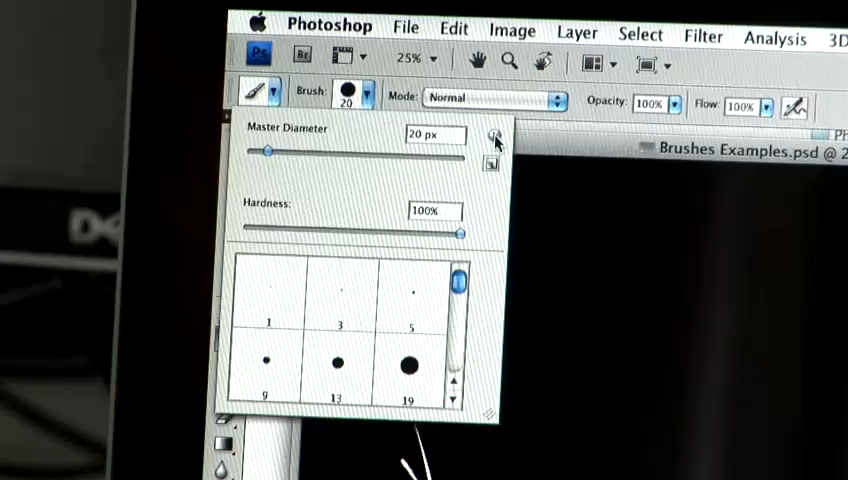 Photoshop File Edit Image Layer Select Filter Analysis 3D
Ps Br 25%
Brush: 20 Mode: Normal Opacity: 100% Flow: 100%
Brushes Examples.psd @ 2
Master Diameter 20 px
Hardness: 100%
1 3 5
9 13 19